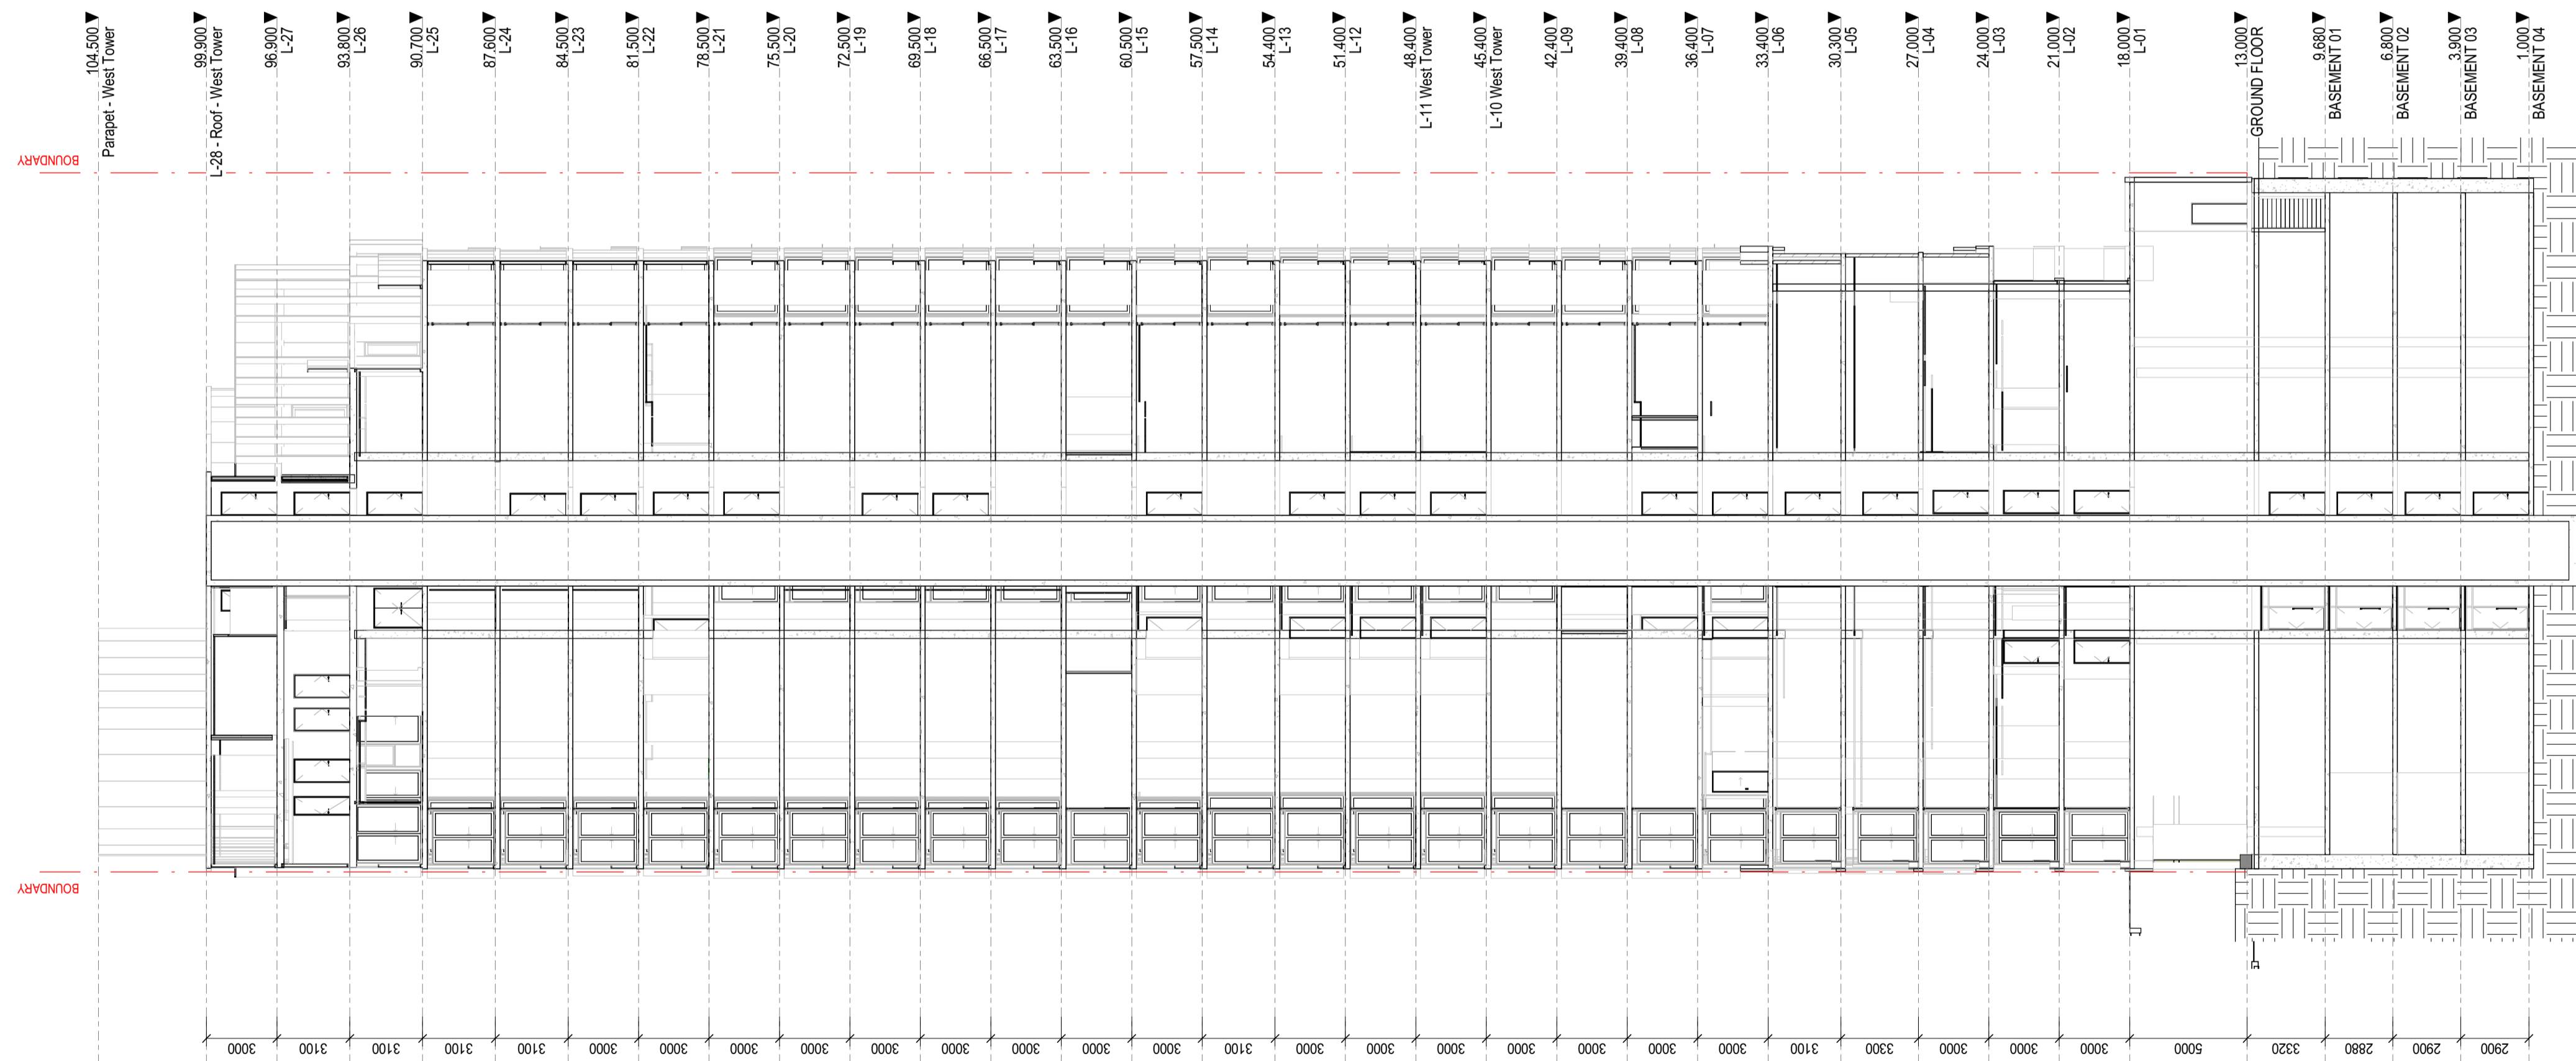 104.500
Parapet - West Tower
99.900
L-28 - Roof - West Tower
96.900
L-27
93.800
L-26
90.700
L-25
87.600
L-24
84.500
L-23
81.500
L-22
78.500
L-21
75.500
L-20
72.500
L-19
69.500
L-18
66.500
L-17
63.500
L-16
60.500
L-15
57.500
L-14
54.400
L-13
51.400
L-12
48.400
L-11 West Tower
45.400
L-10 West Tower
42.400
L-09
39.400
L-08
36.400
L-07
33.400
L-06
30.300
L-05
27.000
L-04
24.000
L-03
21.000
L-02
18.000
L-01
13.000
GROUND FLOOR
9.680
BASEMENT 01
6.800
BASEMENT 02
3.900
BASEMENT 03
1.000
BASEMENT 04
BOUNDARY
BOUNDARY
3000
3100
3100
3100
3100
3000
3000
3000
3000
3000
3000
3000
3000
3000
3100
3000
3000
3000
3000
3000
3000
3000
3100
3300
3000
3000
3000
5000
3320
2880
2900
2900